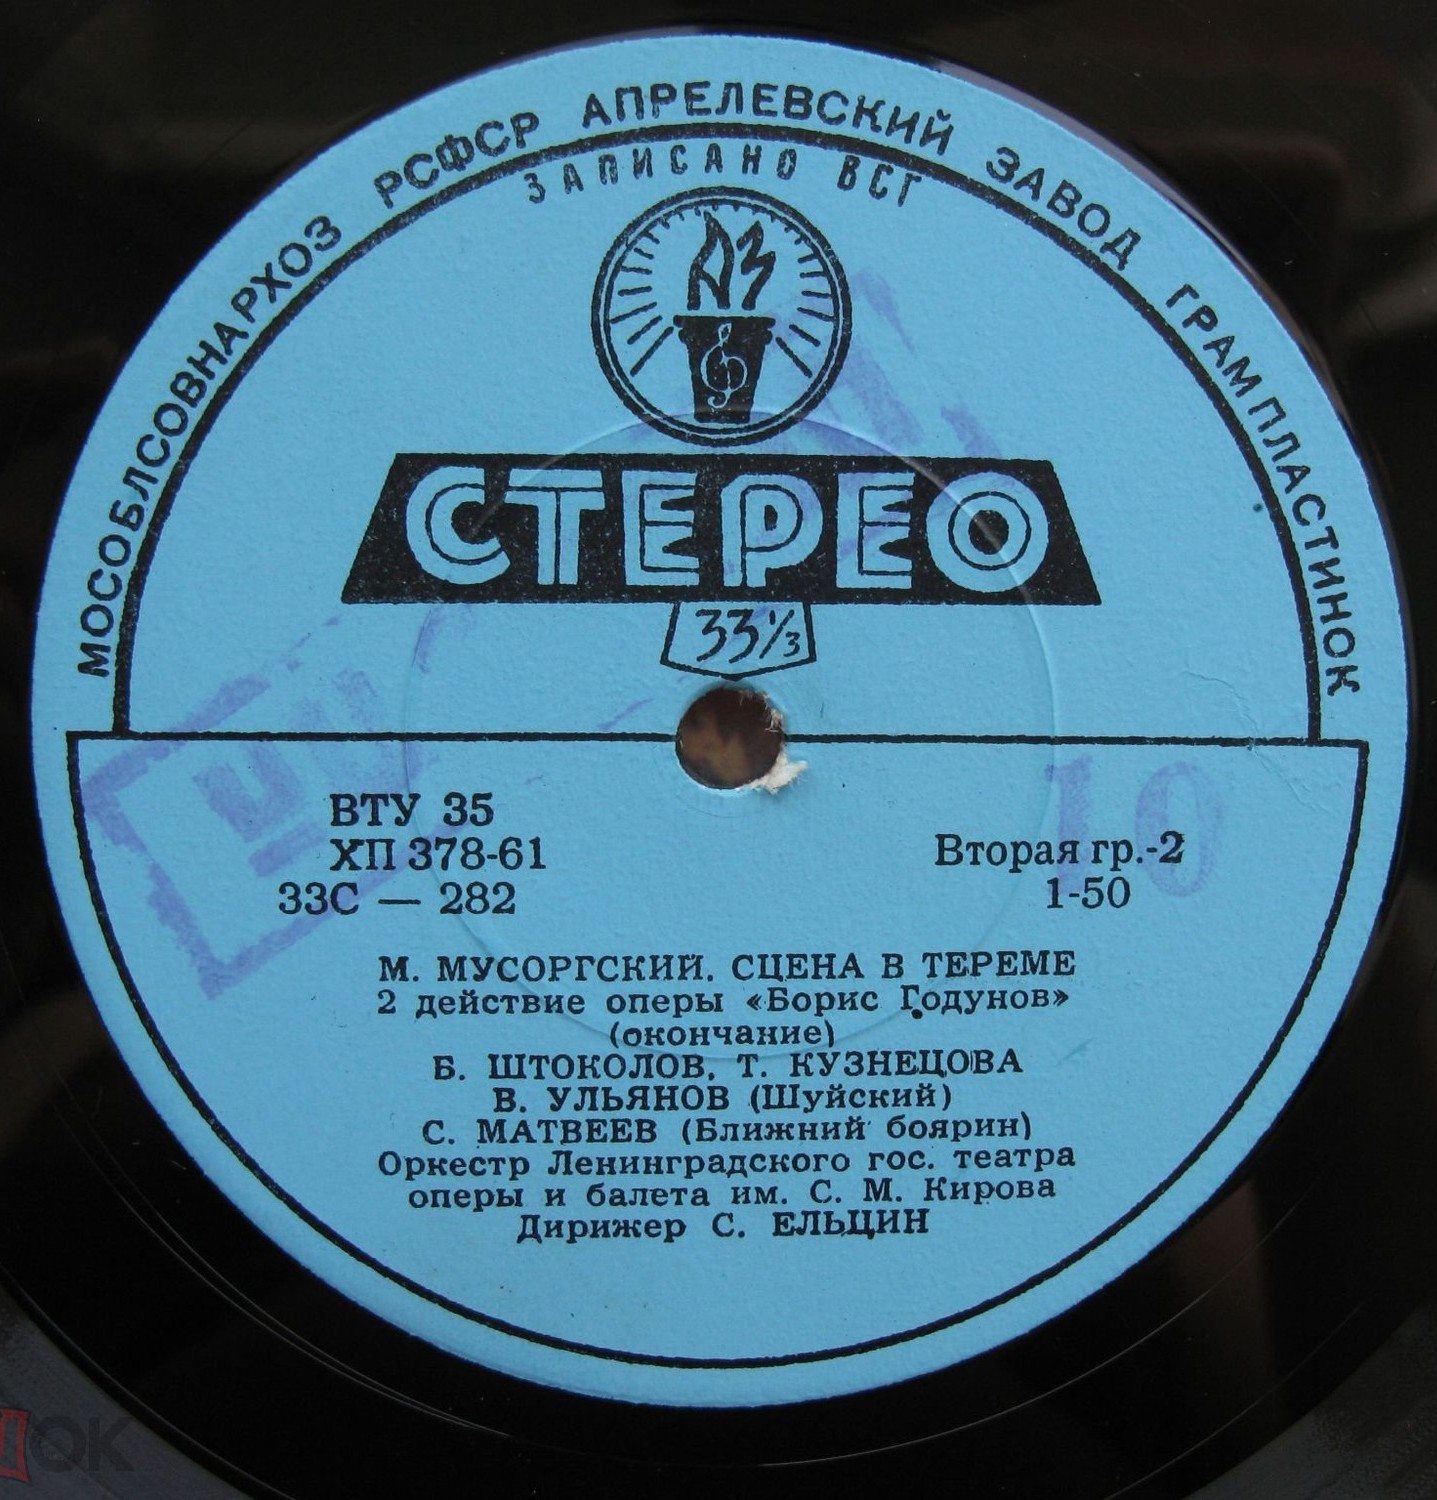 МОСОБЛСОВНАРХОЗ РСФСР АПРЕЛЕВСКИЙ ЗАВОД ГРАМПЛАСТИНОК
ЗАПИСАНО ВСГ
АЗ
СТЕРЕО
33⅓
ВТУ 35
ХП 378-61
33С — 282
Вторая гр.-2
1-50
10
М. МУСОРГСКИЙ. СЦЕНА В ТЕРЕМЕ
2 действие оперы «Борис Годунов»
(окончание)
Б. ШТОКОЛОВ, Т. КУЗНЕЦОВА
В. УЛЬЯНОВ (Шуйский)
С. МАТВЕЕВ (Ближний боярин)
Оркестр Ленинградского гос. театра
оперы и балета им. С. М. Кирова
Дирижер С. ЕЛЬЦИН